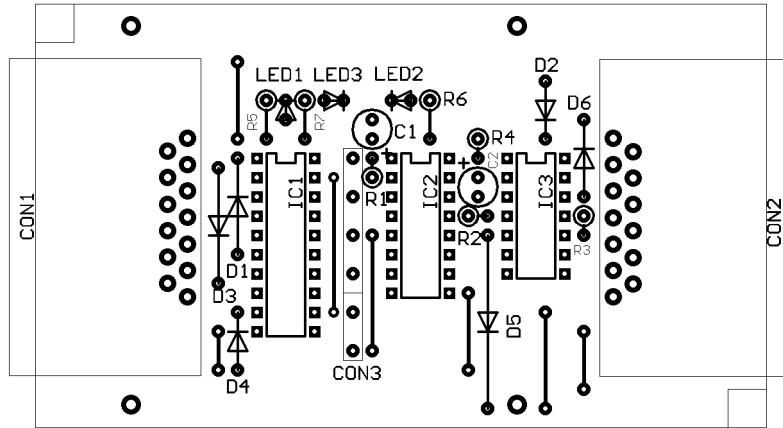 LED1 LED3 LED2
R5
R7
R6
C1
R4
C2
D2
D6
CON1
IC1
R1
IC2
R2
IC3
R3
CON2
D1
D3
D5
D4
CON3
+
+